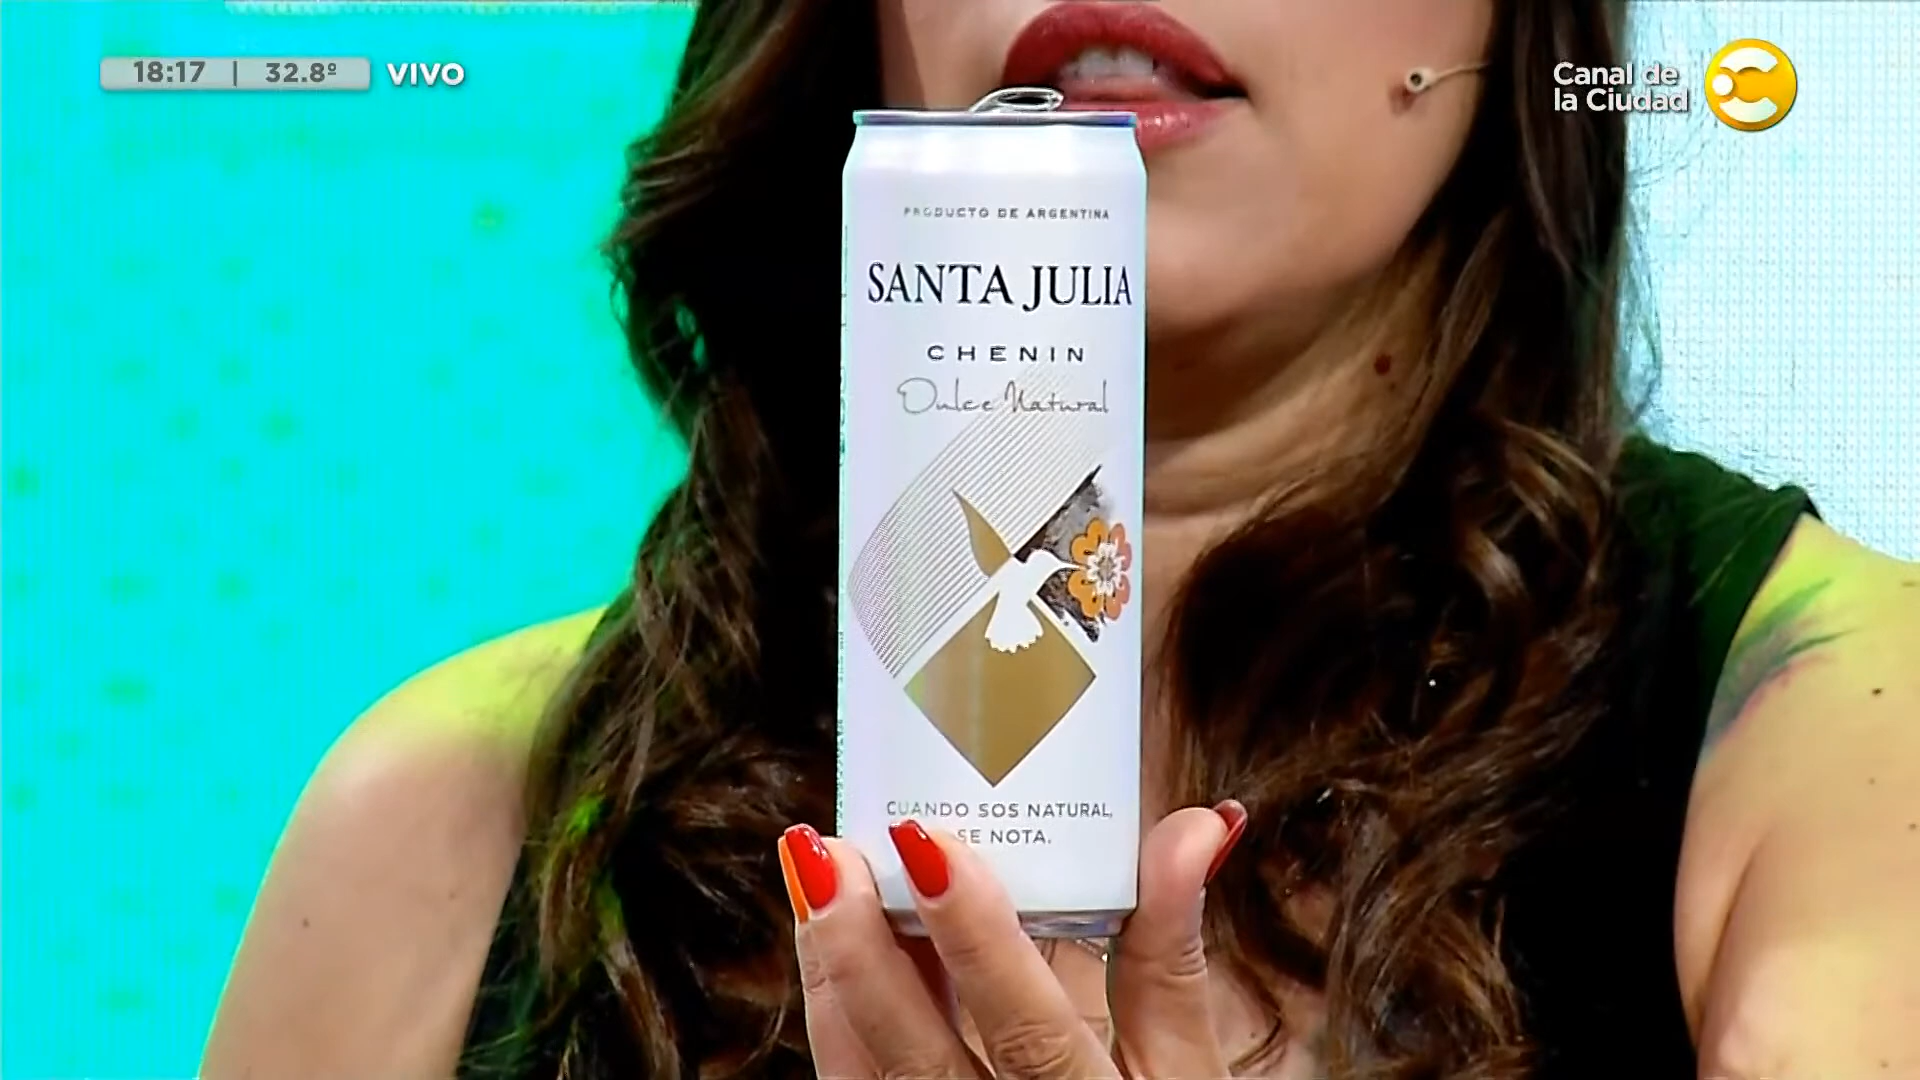 18:17 | 32.8º VIVO
Canal de
la Ciudad
PRODUCTO DE ARGENTINA
SANTA JULIA
CHENIN
Dulce Natural
CUANDO SOS NATURAL,
SE NOTA.